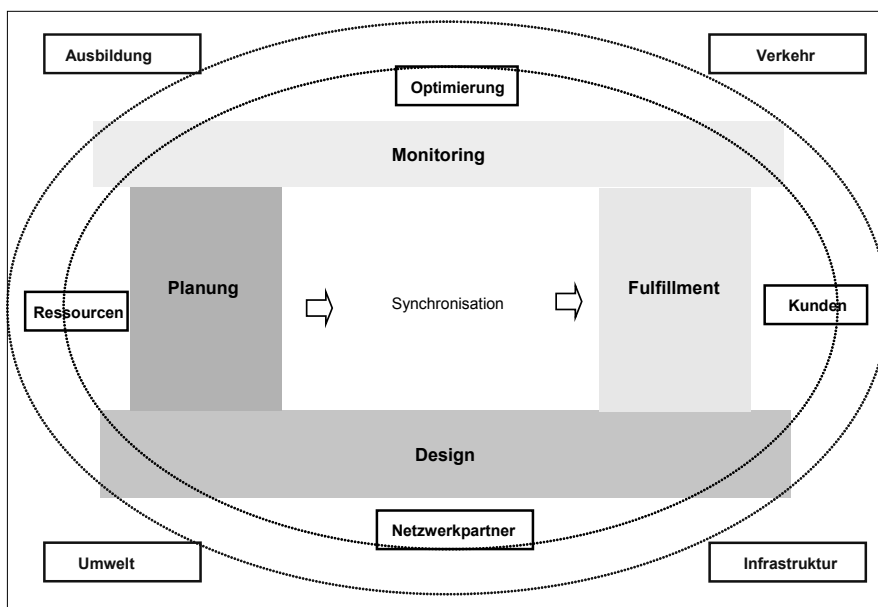 Ausbildung
Verkehr
Optimierung
Monitoring
Planung
Synchronisation
Fulfillment
Ressourcen
Kunden
Design
Netzwerkpartner
Umwelt
Infrastruktur